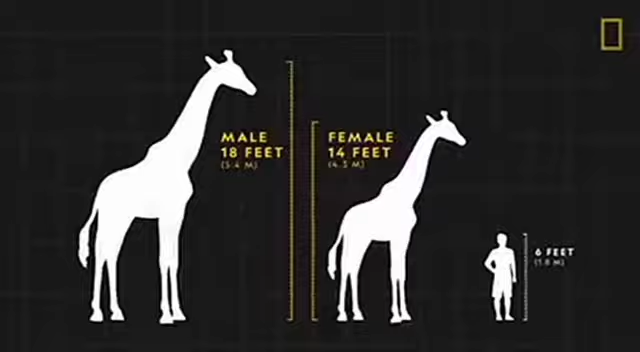 MALE
18 FEET
(5.4 M)
FEMALE
14 FEET
(4.3 M)
6 FEET
(1.8 M)